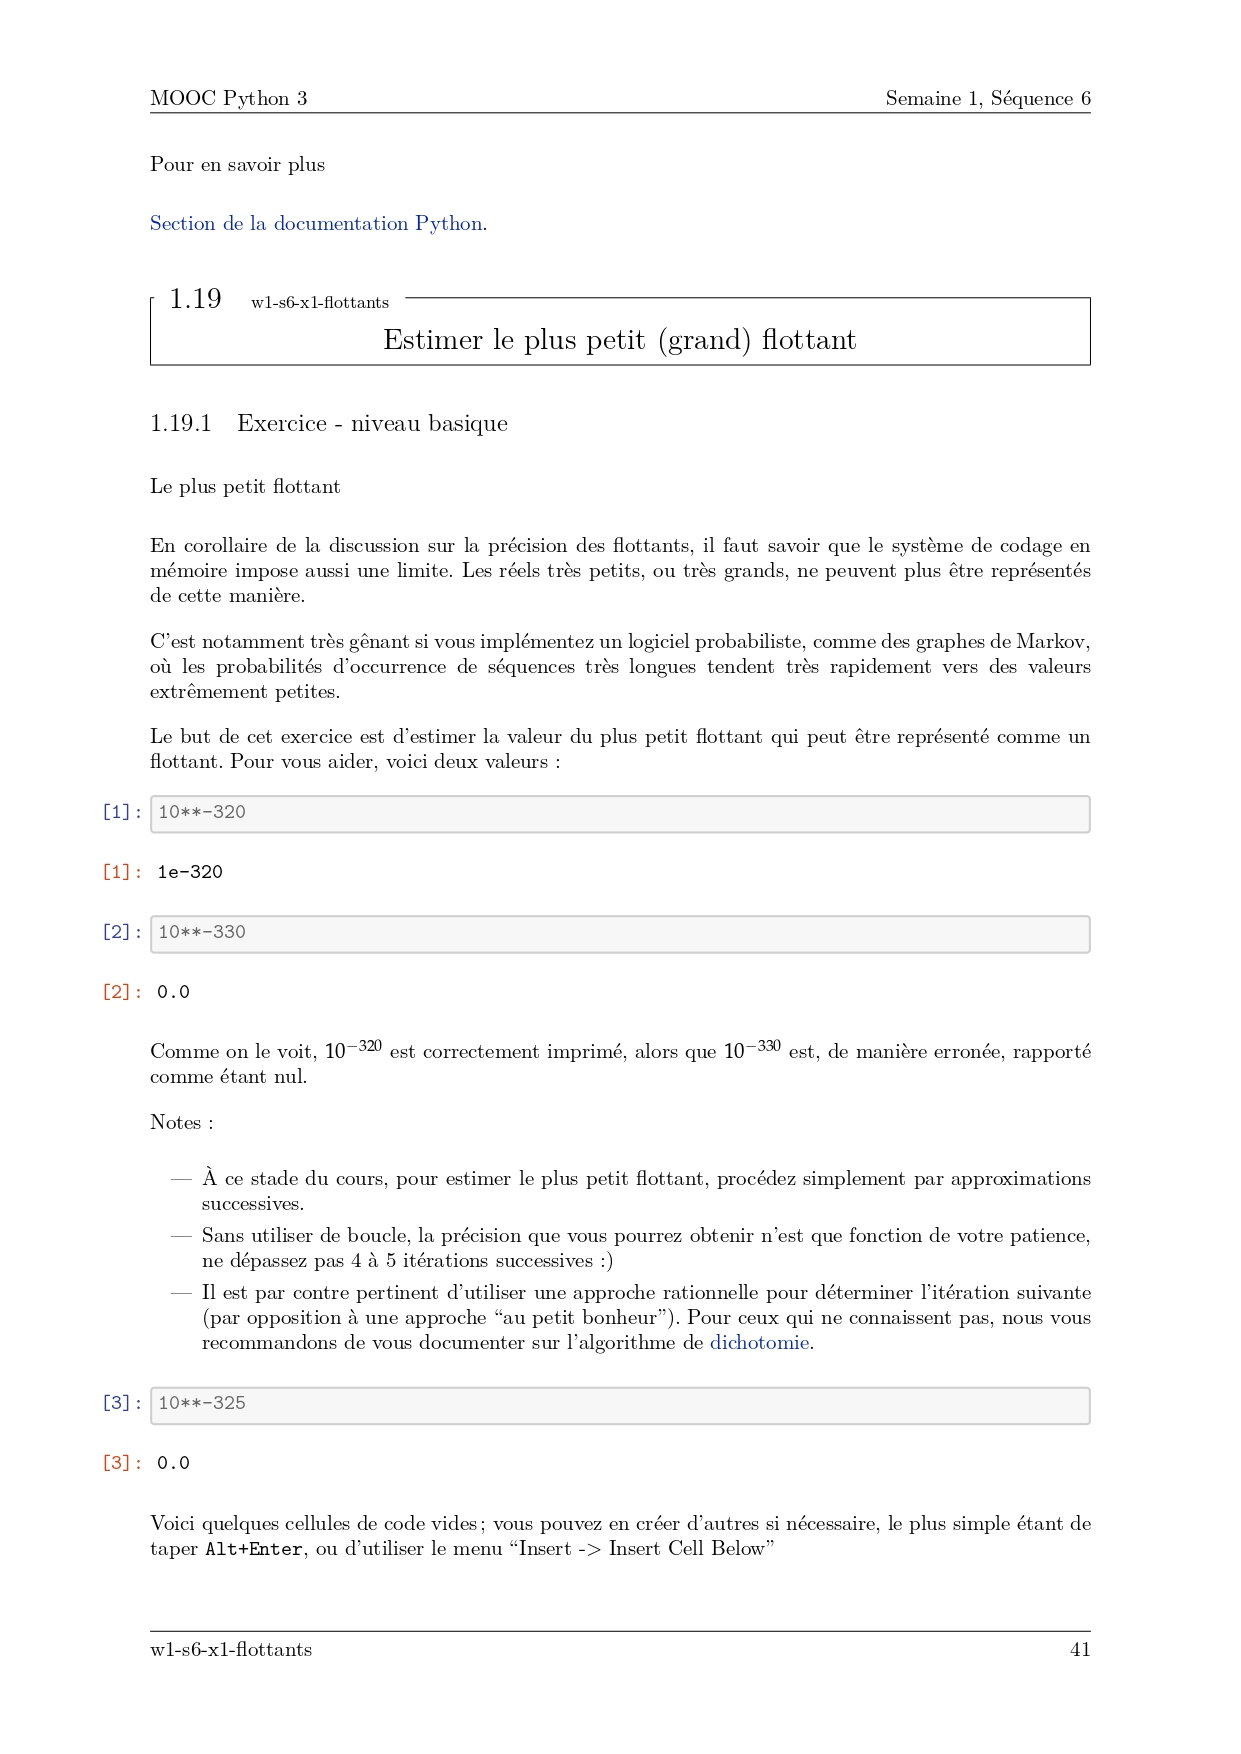 MOOC Python 3 Semaine 1, Séquence 6
Pour en savoir plus
Section de la documentation Python.
1.19 w1-s6-x1-flottants
Estimer le plus petit (grand) flottant
1.19.1 Exercice - niveau basique
Le plus petit flottant
En corollaire de la discussion sur la précision des flottants, il faut savoir que le système de codage en
mémoire impose aussi une limite. Les réels très petits, ou très grands, ne peuvent plus être représentés
de cette manière.
C'est notamment très gênant si vous implémentez un logiciel probabiliste, comme des graphes de Markov,
où les probabilités d'occurrence de séquences très longues tendent très rapidement vers des valeurs
extrêmement petites.
Le but de cet exercice est d'estimer la valeur du plus petit flottant qui peut être représenté comme un
flottant. Pour vous aider, voici deux valeurs :
[1]: 10**-320
[1]: 1e-320
[2]: 10**-330
[2]: 0.0
Comme on le voit, 10⁻³²⁰ est correctement imprimé, alors que 10⁻³³⁰ est, de manière erronée, rapporté
comme étant nul.
Notes :
— À ce stade du cours, pour estimer le plus petit flottant, procédez simplement par approximations
successives.
— Sans utiliser de boucle, la précision que vous pourrez obtenir n'est que fonction de votre patience,
ne dépassez pas 4 à 5 itérations successives :)
— Il est par contre pertinent d'utiliser une approche rationnelle pour déterminer l'itération suivante
(par opposition à une approche “au petit bonheur”). Pour ceux qui ne connaissent pas, nous vous
recommandons de vous documenter sur l'algorithme de dichotomie.
[3]: 10**-325
[3]: 0.0
Voici quelques cellules de code vides ; vous pouvez en créer d'autres si nécessaire, le plus simple étant de
taper Alt+Enter, ou d'utiliser le menu “Insert -> Insert Cell Below”
w1-s6-x1-flottants 41